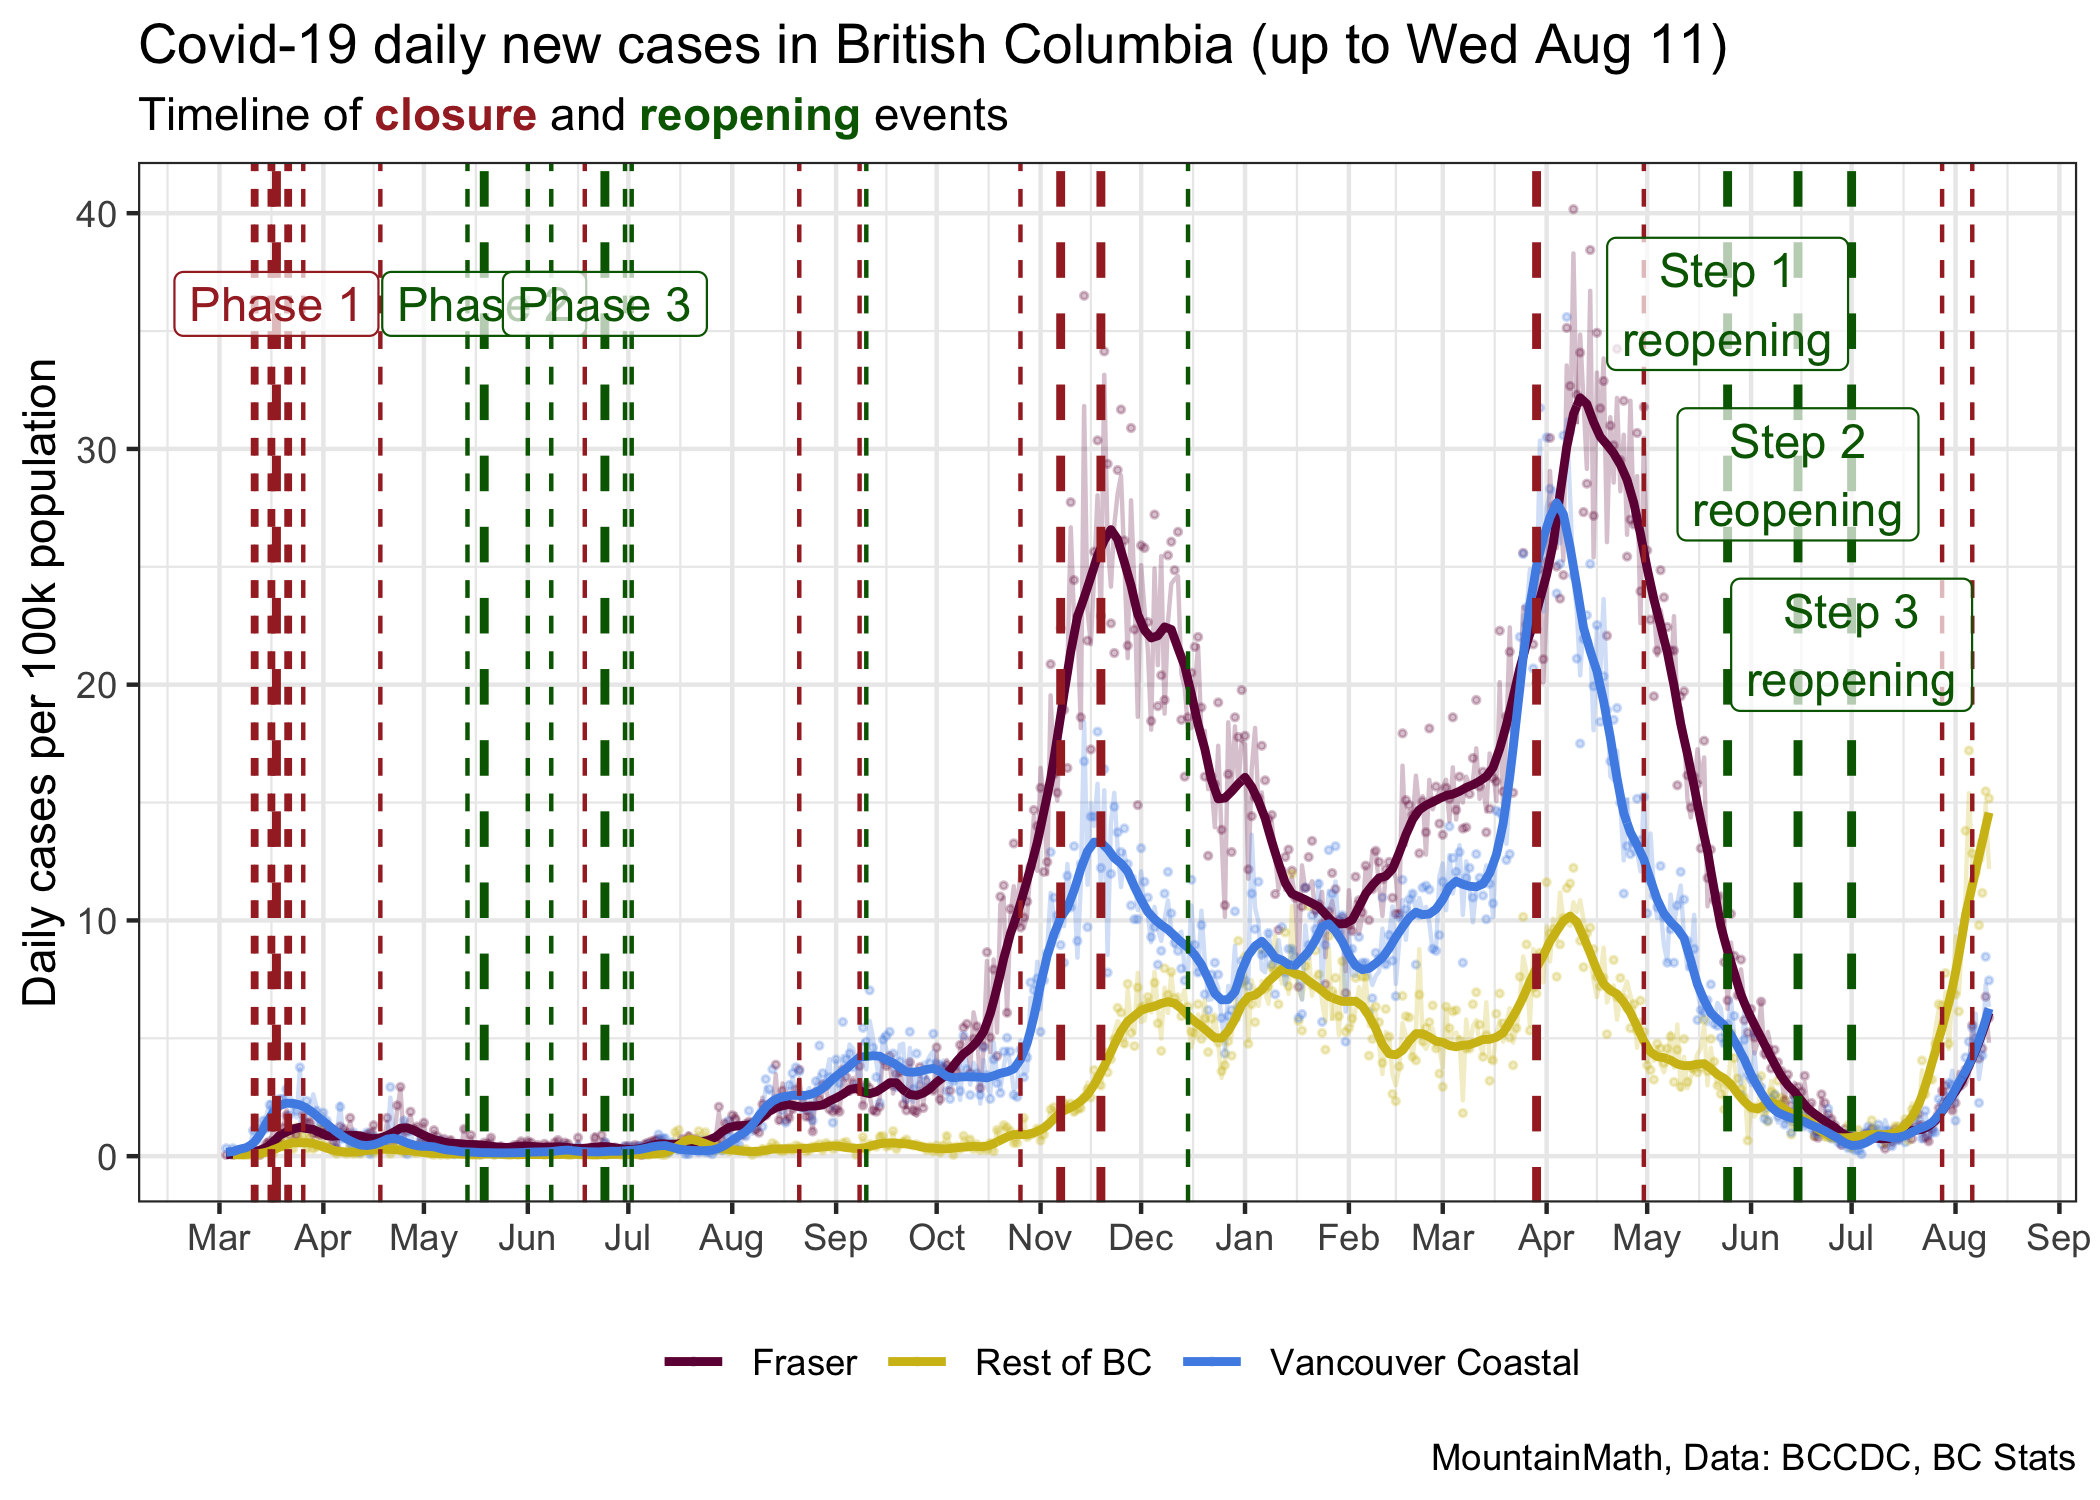 Covid-19 daily new cases in British Columbia (up to Wed Aug 11)
Timeline of closure and reopening events
Daily cases per 100k population
40
30
20
10
0
Phase 1
Phase 2
Phase 3
Step 1
reopening
Step 2
reopening
Step 3
reopening
Mar Apr May Jun Jul Aug Sep Oct Nov Dec Jan Feb Mar Apr May Jun Jul Aug Sep
Fraser Rest of BC Vancouver Coastal
MountainMath, Data: BCCDC, BC Stats